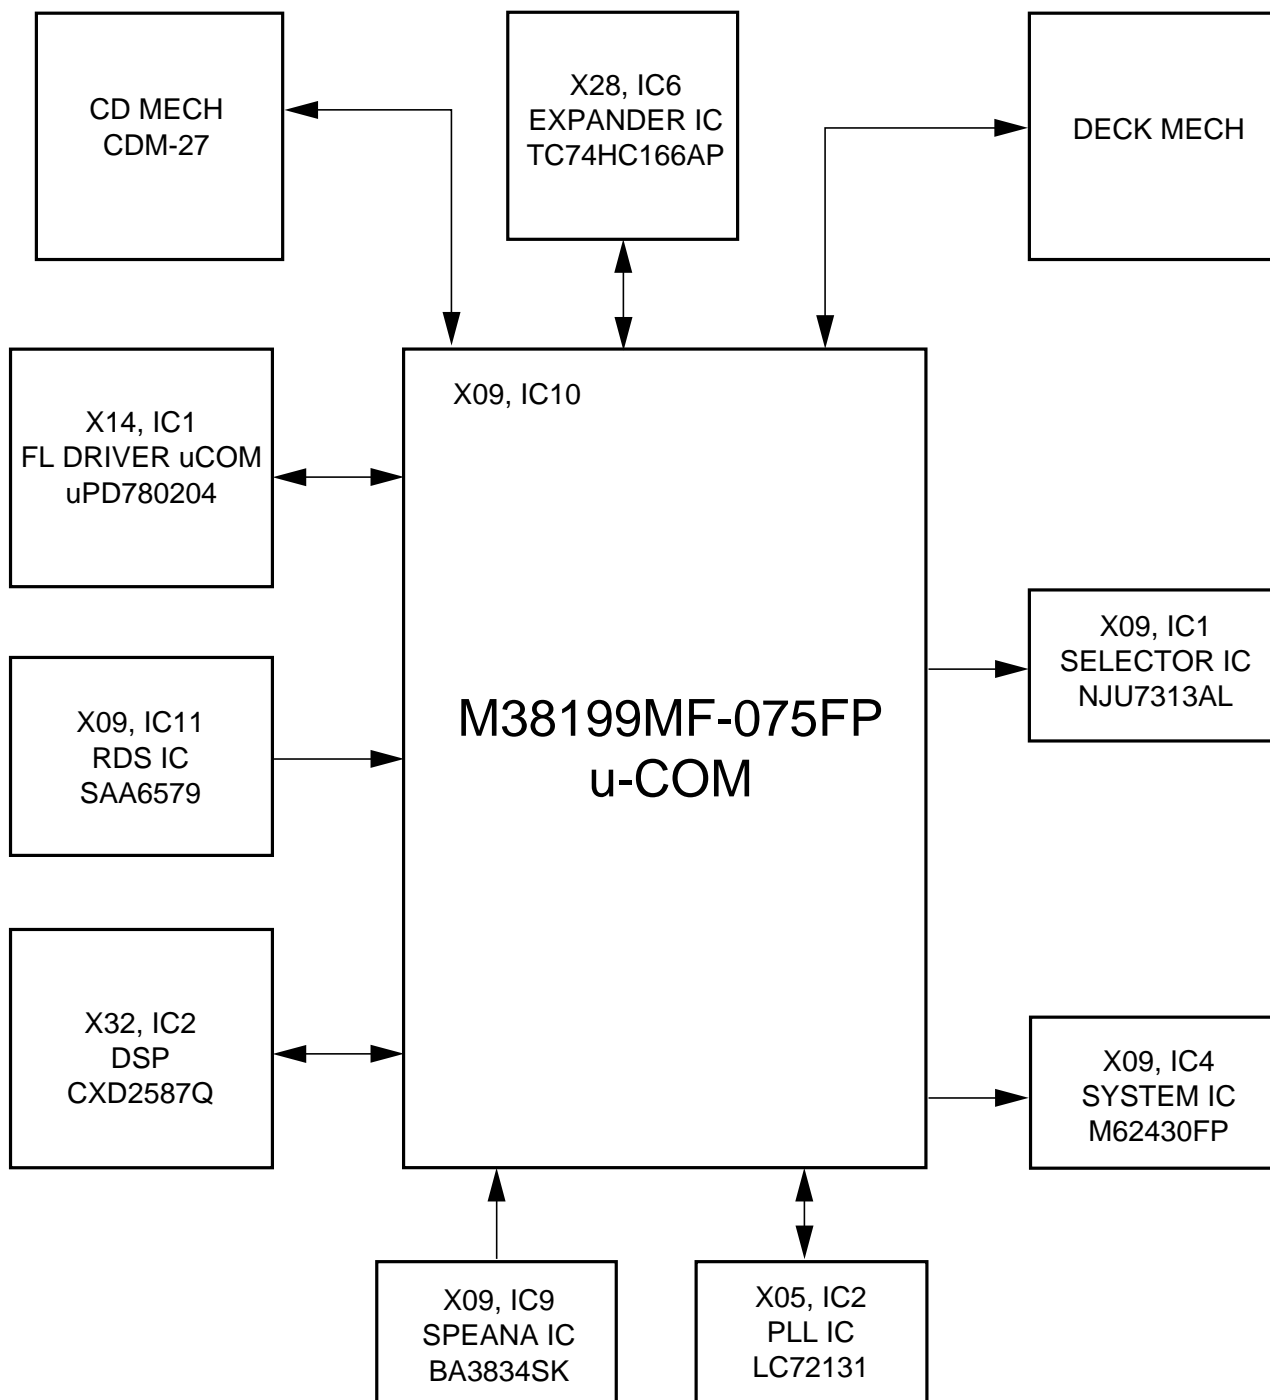 CD MECH
CDM-27
X28, IC6
EXPANDER IC
TC74HC166AP
DECK MECH
X09, IC10
X14, IC1
FL DRIVER uCOM
uPD780204
X09, IC1
SELECTOR IC
NJU7313AL
M38199MF-075FP
u-COM
X09, IC11
RDS IC
SAA6579
X32, IC2
DSP
CXD2587Q
X09, IC4
SYSTEM IC
M62430FP
X09, IC9
SPEANA IC
BA3834SK
X05, IC2
PLL IC
LC72131